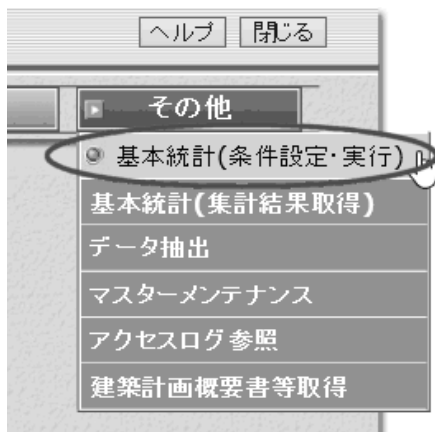 ヘルプ 閉じる
その他
基本統計(条件設定・実行)
基本統計(集計結果取得)
データ抽出
マスターメンテナンス
アクセスログ参照
建築計画概要書等取得